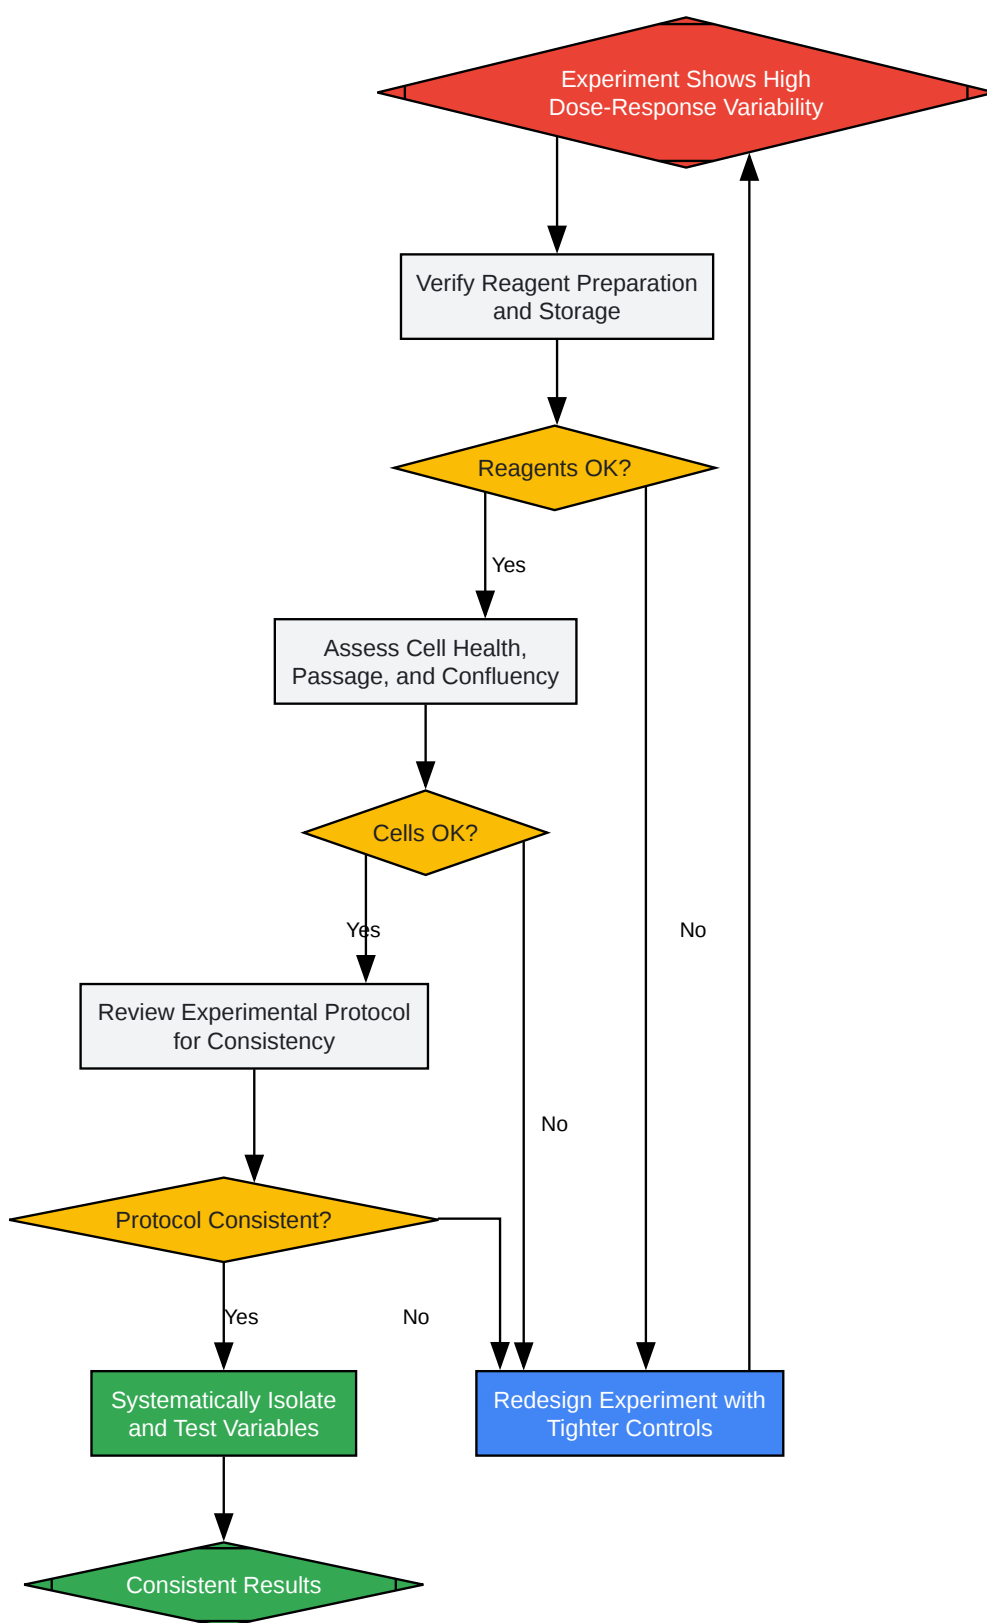 Experiment Shows High
Dose-Response Variability
Verify Reagent Preparation
and Storage
Reagents OK?
Yes
Assess Cell Health,
Passage, and Confluency
Cells OK?
Yes
No
Review Experimental Protocol
for Consistency
No
Protocol Consistent?
Yes
No
Systematically Isolate
and Test Variables
Redesign Experiment with
Tighter Controls
Consistent Results